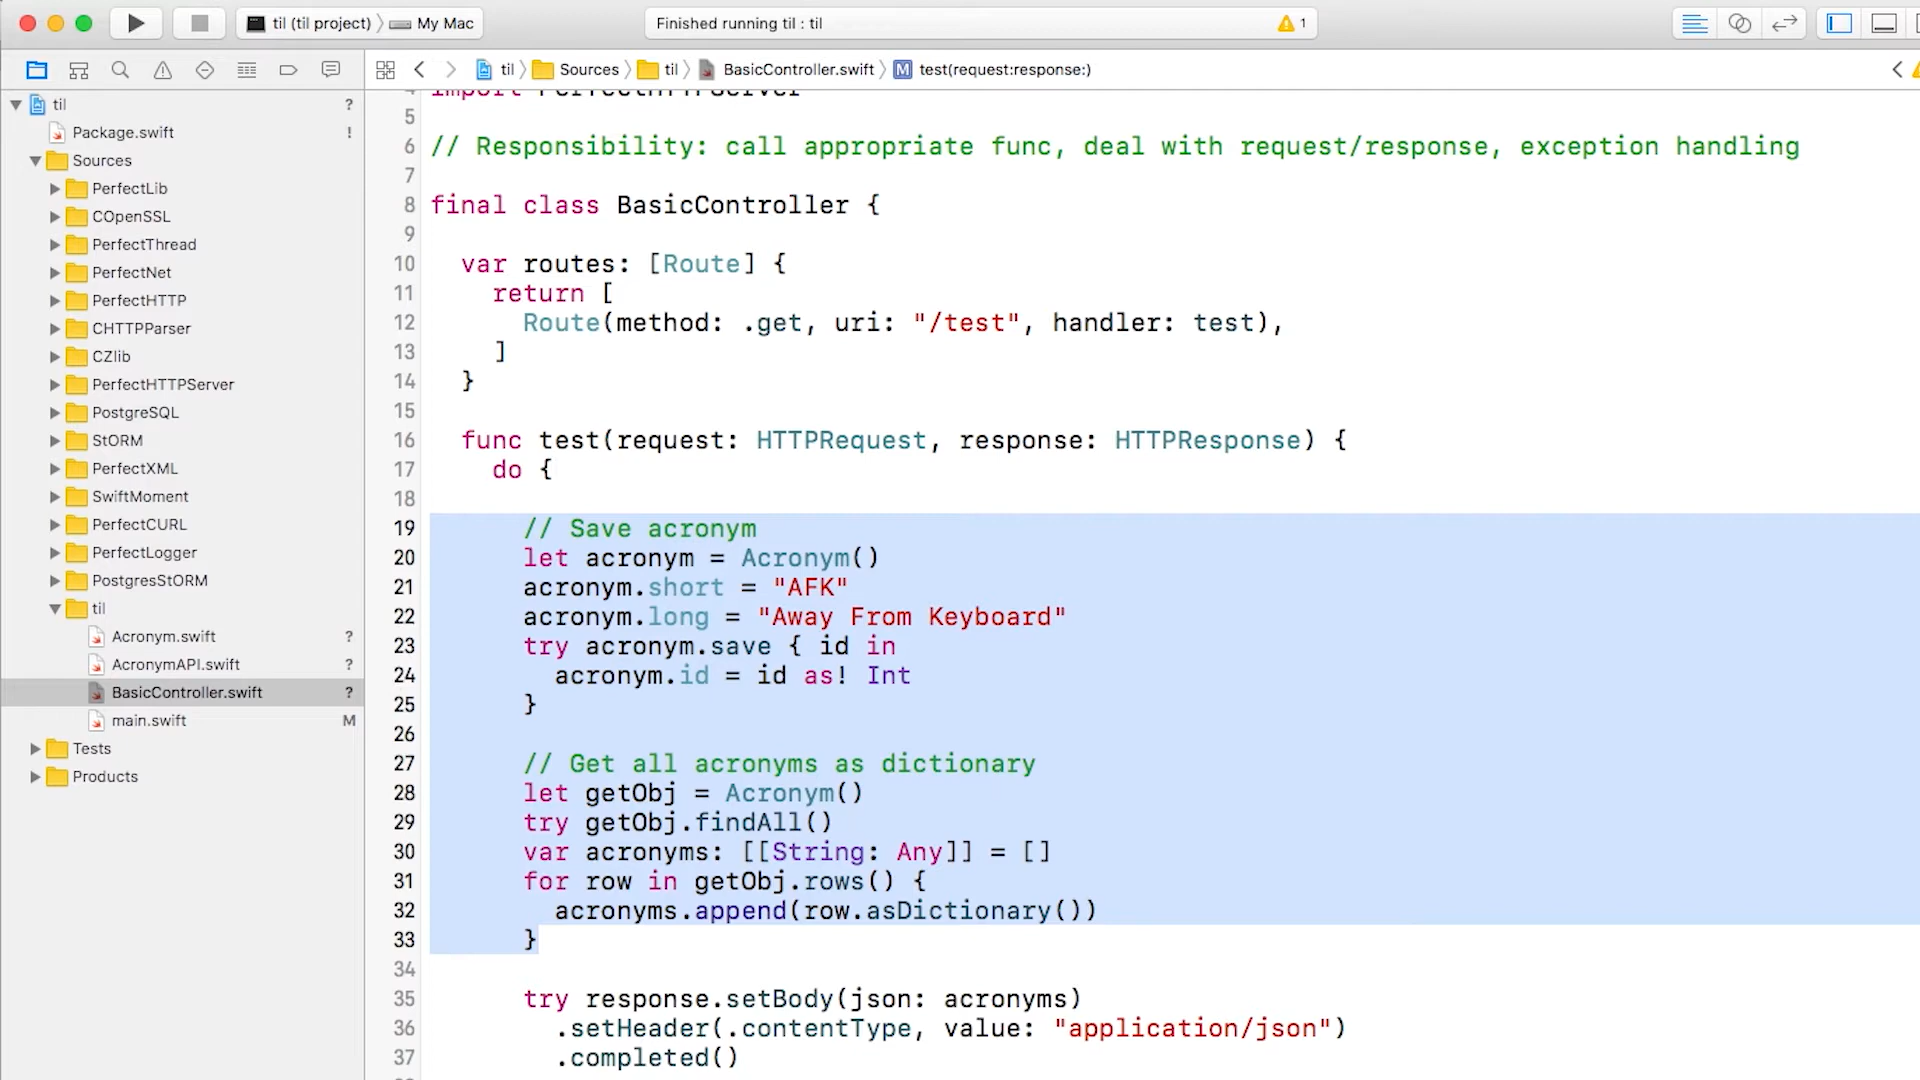 til (til project) 〉 My Mac
Finished running til : til
1
til 〉 Sources 〉 til 〉 BasicController.swift 〉 M test(request:response:)
til ?
Package.swift !
Sources
PerfectLib
COpenSSL
PerfectThread
PerfectNet
PerfectHTTP
CHTTPParser
CZlib
PerfectHTTPServer
PostgreSQL
StORM
PerfectXML
SwiftMoment
PerfectCURL
PerfectLogger
PostgresStORM
til
Acronym.swift ?
AcronymAPI.swift ?
BasicController.swift ?
main.swift M
Tests
Products
4 import PerfectHTTPServer
5
6 // Responsibility: call appropriate func, deal with request/response, exception handling
7
8 final class BasicController {
9
10 var routes: [Route] {
11 return [
12 Route(method: .get, uri: "/test", handler: test),
13 ]
14 }
15
16 func test(request: HTTPRequest, response: HTTPResponse) {
17 do {
18
19 // Save acronym
20 let acronym = Acronym()
21 acronym.short = "AFK"
22 acronym.long = "Away From Keyboard"
23 try acronym.save { id in
24 acronym.id = id as! Int
25 }
26
27 // Get all acronyms as dictionary
28 let getObj = Acronym()
29 try getObj.findAll()
30 var acronyms: [[String: Any]] = []
31 for row in getObj.rows() {
32 acronyms.append(row.asDictionary())
33 }
34
35 try response.setBody(json: acronyms)
36 .setHeader(.contentType, value: "application/json")
37 .completed()